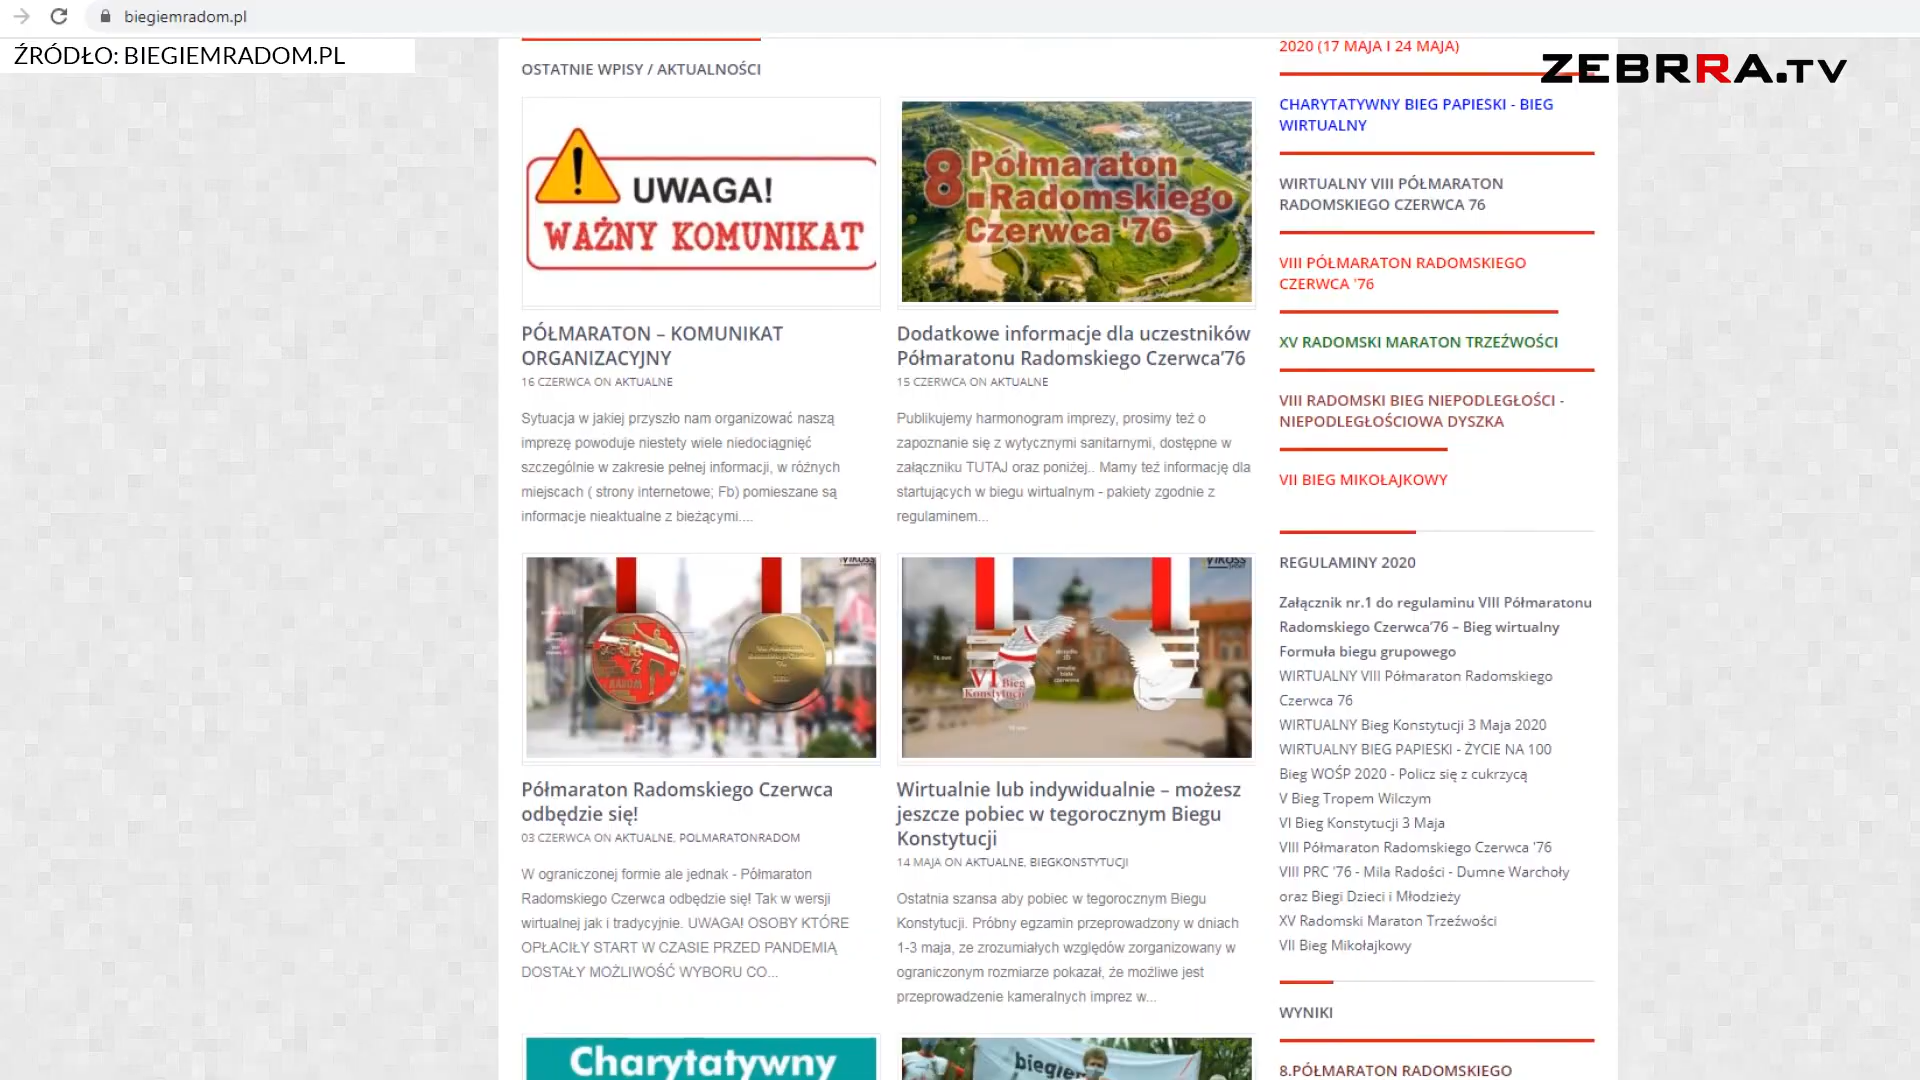 biegiemradom.pl
ŹRÓDŁO: BIEGIEMRADOM.PL
ZEBRRA.TV
OSTATNIE WPISY / AKTUALNOŚCI
UWAGA!
WAŻNY KOMUNIKAT
PÓŁMARATON – KOMUNIKAT
ORGANIZACYJNY
16 CZERWCA ON AKTUALNE
Sytuacja w jakiej przyszło nam organizować naszą
imprezę powoduje niestety wiele niedociągnięć
szczególnie w zakresie pełnej informacji, w różnych
miejscach ( strony internetowe; Fb) pomieszane są
informacje nieaktualne z bieżącymi....
8. Półmaraton
Radomskiego
Czerwca '76
Dodatkowe informacje dla uczestników
Półmaratonu Radomskiego Czerwca’76
15 CZERWCA ON AKTUALNE
Publikujemy harmonogram imprezy, prosimy też o
zapoznanie się z wytycznymi sanitarnymi, dostępne w
załączniku TUTAJ oraz poniżej.. Mamy też informację dla
startujących w biegu wirtualnym - pakiety zgodnie z
regulaminem...
Półmaraton Radomskiego Czerwca
odbędzie się!
03 CZERWCA ON AKTUALNE, POLMARATONRADOM
W ograniczonej formie ale jednak - Półmaraton
Radomskiego Czerwca odbędzie się! Tak w wersji
wirtualnej jak i tradycyjnie. UWAGA! OSOBY KTÓRE
OPŁACIŁY START W CZASIE PRZED PANDEMIĄ
DOSTAŁY MOŻLIWOŚĆ WYBORU CO...
VI Bieg
Konstytucji
Wirtualnie lub indywidualnie – możesz
jeszcze pobiec w tegorocznym Biegu
Konstytucji
14 MAJA ON AKTUALNE, BIEGKONSTYTUCJI
Ostatnia szansa aby pobiec w tegorocznym Biegu
Konstytucji. Próbny egzamin przeprowadzony w dniach
1-3 maja, ze zrozumiałych względów zorganizowany w
ograniczonym rozmiarze pokazał, że możliwe jest
przeprowadzenie kameralnych imprez w...
Charytatywny
biegiem
2020 (17 MAJA I 24 MAJA)
CHARYTATYWNY BIEG PAPIESKI - BIEG
WIRTUALNY
WIRTUALNY VIII PÓŁMARATON
RADOMSKIEGO CZERWCA 76
VIII PÓŁMARATON RADOMSKIEGO
CZERWCA '76
XV RADOMSKI MARATON TRZEŹWOŚCI
VIII RADOMSKI BIEG NIEPODLEGŁOŚCI -
NIEPODLEGŁOŚCIOWA DYSZKA
VII BIEG MIKOŁAJKOWY
REGULAMINY 2020
Załącznik nr.1 do regulaminu VIII Półmaratonu
Radomskiego Czerwca’76 – Bieg wirtualny
Formuła biegu grupowego
WIRTUALNY VIII Półmaraton Radomskiego
Czerwca 76
WIRTUALNY Bieg Konstytucji 3 Maja 2020
WIRTUALNY BIEG PAPIESKI - ŻYCIE NA 100
Bieg WOŚP 2020 - Policz się z cukrzycą
V Bieg Tropem Wilczym
VI Bieg Konstytucji 3 Maja
VIII Półmaraton Radomskiego Czerwca '76
VIII PRC '76 - Mila Radości - Dumne Warchoły
oraz Biegi Dzieci i Młodzieży
XV Radomski Maraton Trzeźwości
VII Bieg Mikołajkowy
WYNIKI
8.PÓŁMARATON RADOMSKIEGO